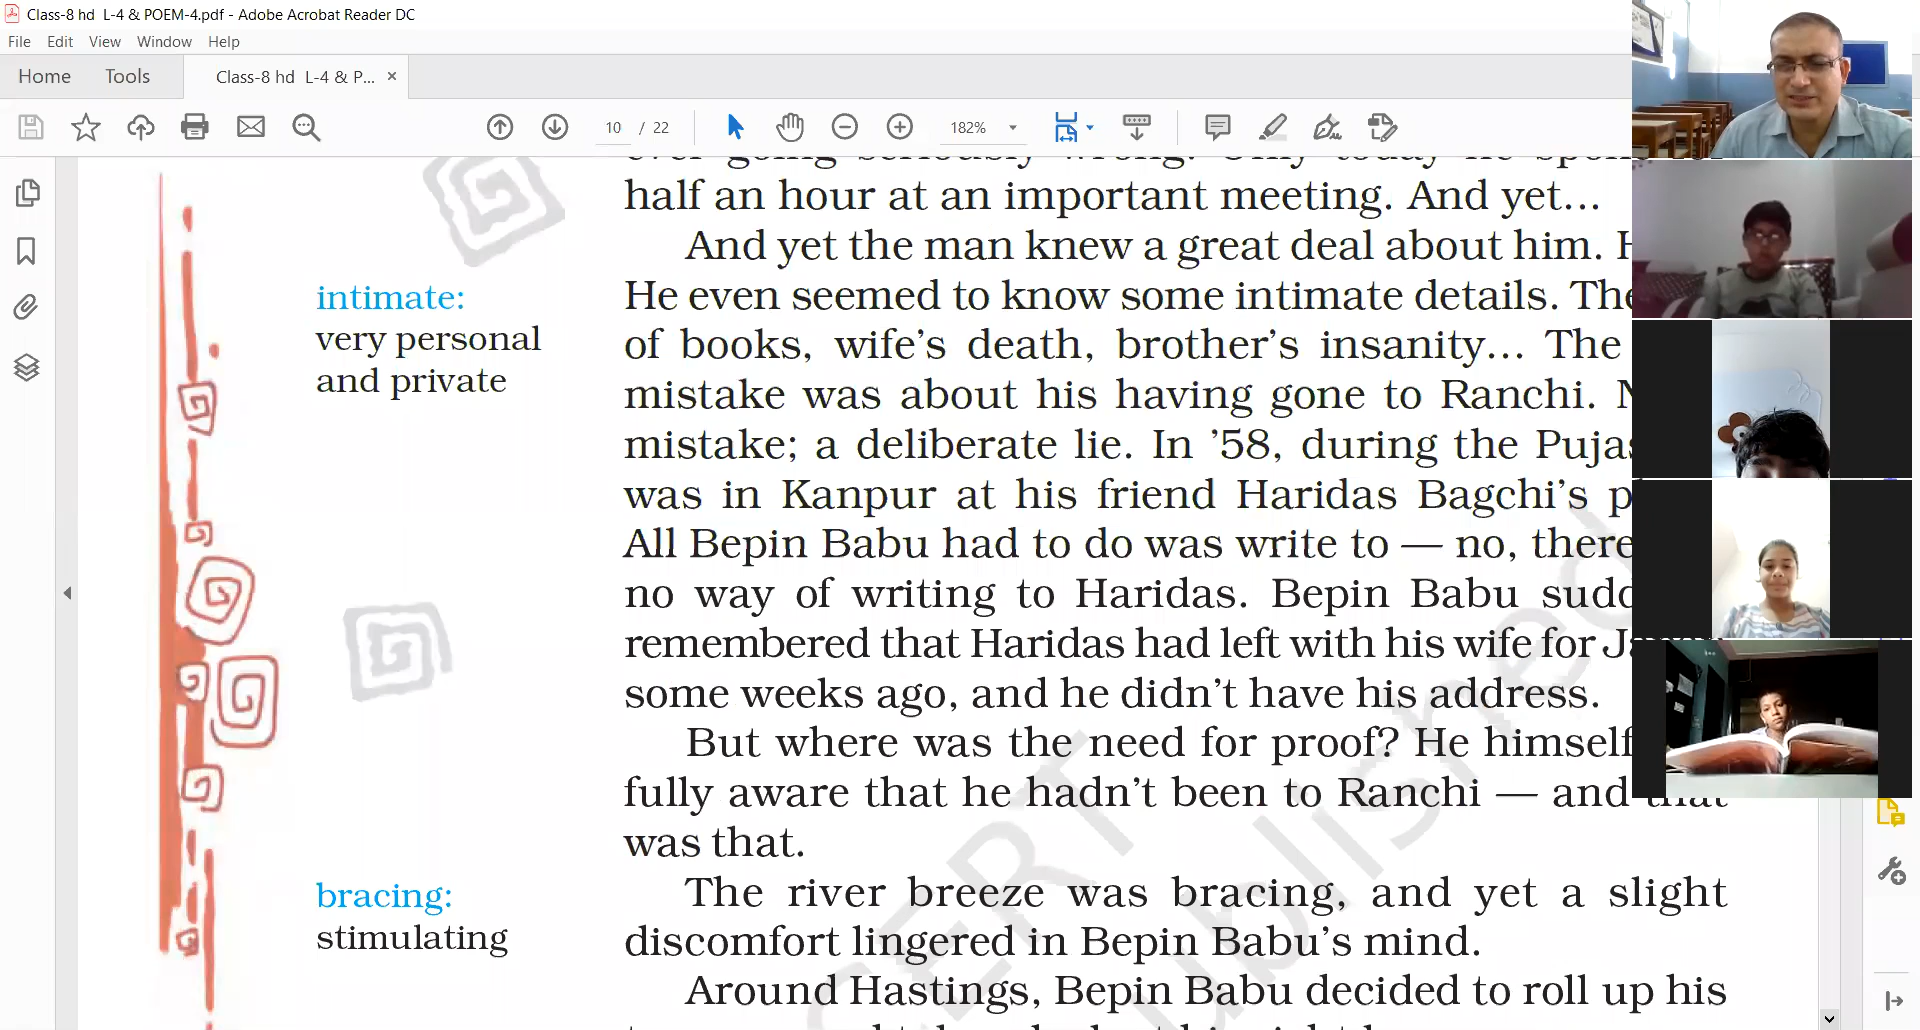 Class-8 hd L-4 & POEM-4.pdf - Adobe Acrobat Reader DC
File Edit View Window Help
Home Tools Class-8 hd L-4 & P... ×
10 / 22 182%
half an hour at an important meeting. And yet...
And yet the man knew a great deal about him.
intimate:
very personal
and private
He even seemed to know some intimate details.
of books, wife's death, brother's insanity... The
mistake was about his having gone to Ranchi.
mistake; a deliberate lie. In '58, during the
was in Kanpur at his friend Haridas Bagchi's
All Bepin Babu had to do was write to — no,
no way of writing to Haridas. Bepin Babu
remembered that Haridas had left with his wife for
some weeks ago, and he didn't have his address.
But where was the need for proof? He himself
fully aware that he hadn't been to Ranchi — and that
was that.
bracing:
stimulating
The river breeze was bracing, and yet a slight
discomfort lingered in Bepin Babu's mind.
Around Hastings, Bepin Babu decided to roll up his